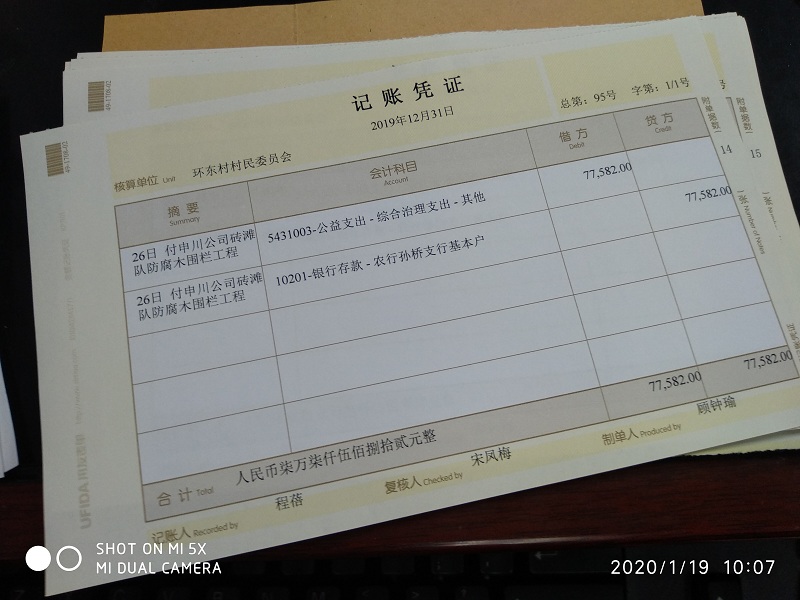 记账凭证
2019年12月31日
总第：95号 字第：1/1号
核算单位 Unit 环东村村民委员会
摘要 会计科目 借方 贷方
Summary Account Debit Credit
26日 付申川公司砖滩队防腐木围栏工程 5431003-公益支出 - 综合治理支出 - 其他 77,582.00
26日 付申川公司砖滩队防腐木围栏工程 10201-银行存款 - 农行孙桥支行基本户 77,582.00
合计 Total 人民币柒万柒仟伍佰捌拾贰元整 77,582.00 77,582.00
记账人 Recorded by 程蓓 复核人 Checked by 宋凤梅 制单人 Produced by 顾钟瑜
附单据数
14
15
Number of Notes
UFIDA
SHOT ON MI 5X
MI DUAL CAMERA
2020/1/19 10:07